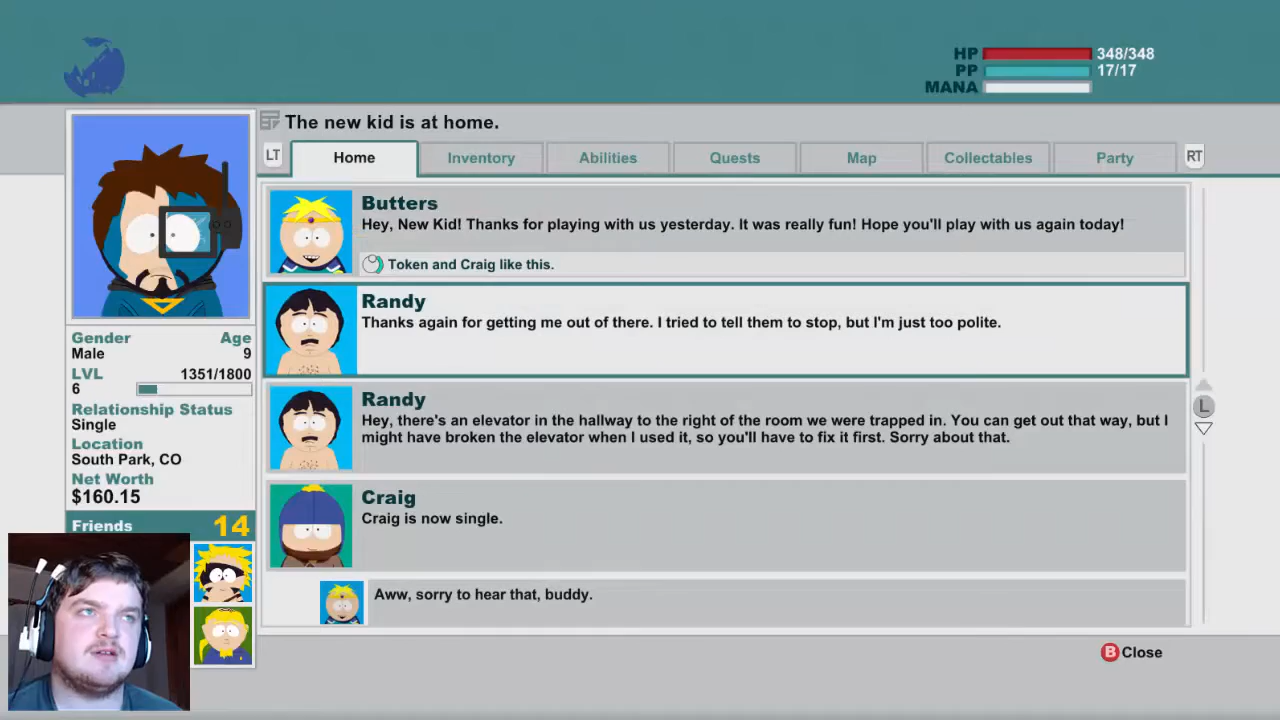 HP 348/348
PP 17/17
MANA
The new kid is at home.
LT Home Inventory Abilities Quests Map Collectables Party RT
Gender Age
Male 9
LVL 1351/1800
6
Relationship Status
Single
Location
South Park, CO
Net Worth
$160.15
Friends 14
Butters
Hey, New Kid! Thanks for playing with us yesterday. It was really fun! Hope you'll play with us again today!
Token and Craig like this.
Randy
Thanks again for getting me out of there. I tried to tell them to stop, but I'm just too polite.
Randy
Hey, there's an elevator in the hallway to the right of the room we were trapped in. You can get out that way, but I
might have broken the elevator when I used it, so you'll have to fix it first. Sorry about that.
L
Craig
Craig is now single.
Aww, sorry to hear that, buddy.
B Close